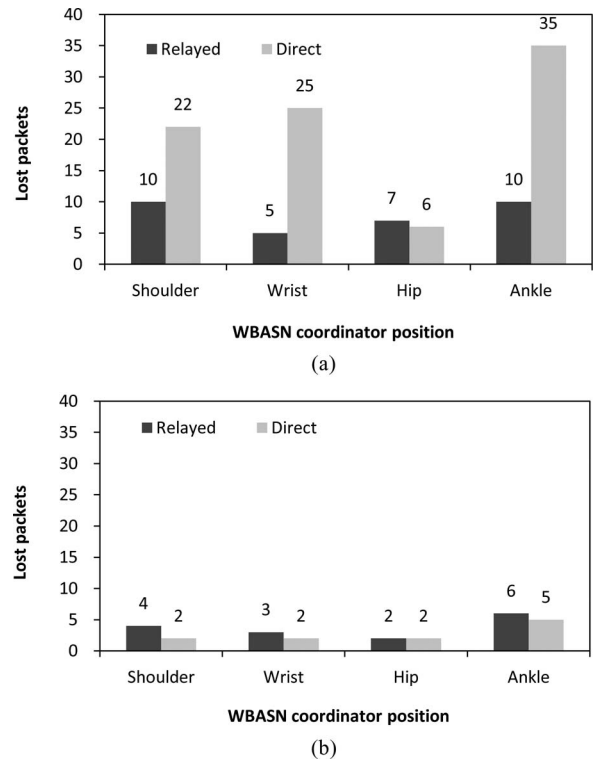 40
35
30
25
20
15
10
5
0
Lost packets
Relayed Direct
10 22 5 25 7 6 10 35
Shoulder Wrist Hip Ankle
WBASN coordinator position
(a)
40
35
30
25
20
15
10
5
0
Lost packets
Relayed Direct
4 2 3 2 2 2 6 5
Shoulder Wrist Hip Ankle
WBASN coordinator position
(b)